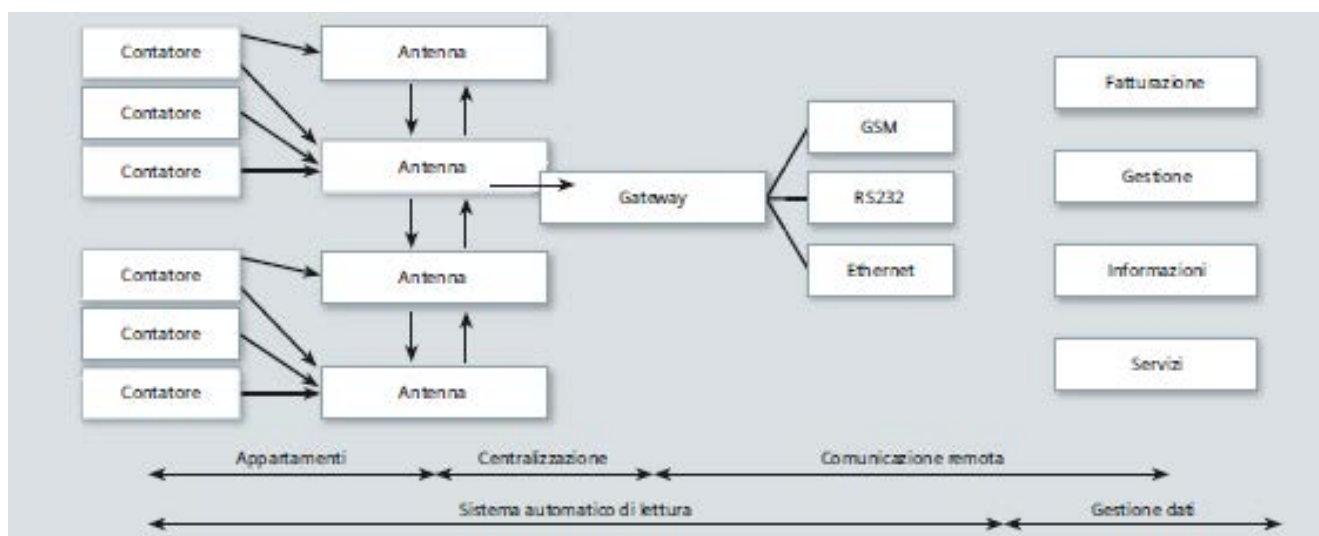 Contatore
Contatore
Contatore
Contatore
Contatore
Contatore
Antenna
Antenna
Antenna
Antenna
Gateway
GSM
RS232
Ethernet
Fatturazione
Gestione
Informazioni
Servizi
Appartamenti
Centralizzazione
Comunicazione remota
Sistema automatico di lettura
Gestione dati